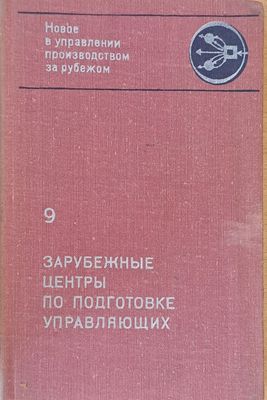 Новое
в управлении
производством
за рубежом
9
ЗАРУБЕЖНЫЕ
ЦЕНТРЫ
ПО ПОДГОТОВКЕ
УПРАВЛЯЮЩИХ